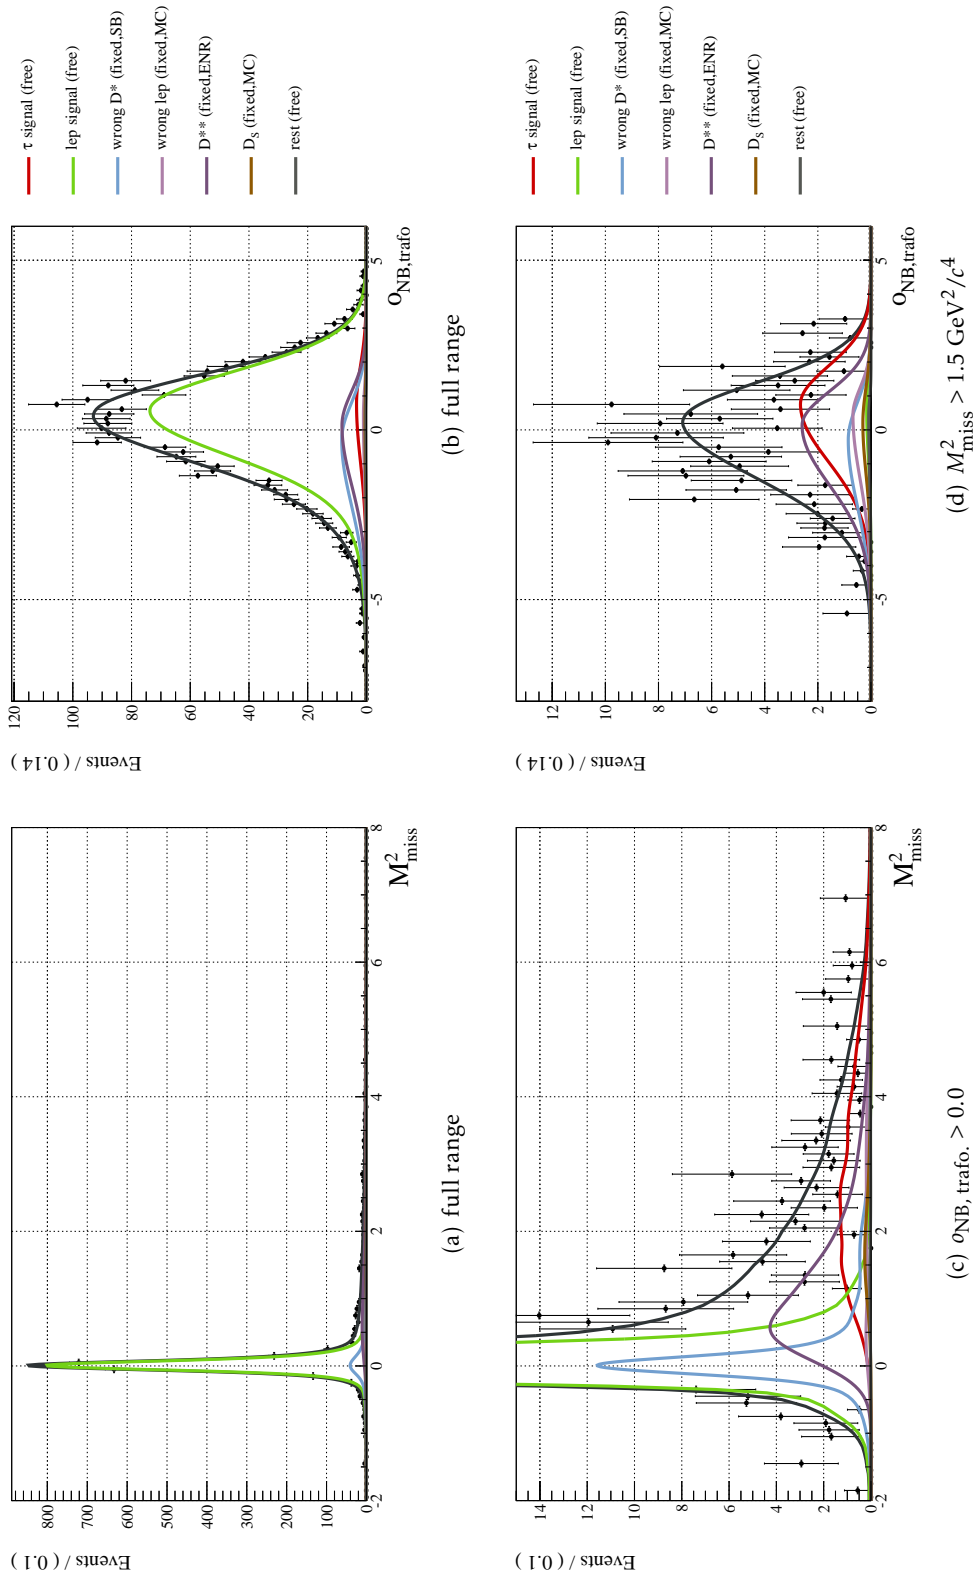 Events / ( 0.1 )
800
700
600
500
400
300
200
100
0
-2 0 2 4 6 8
M²miss
(a) full range
Events / ( 0.14 )
120
100
80
60
40
20
0
-5 0 5
oNB,trafo
(b) full range
τ signal (free)
lep signal (free)
wrong D* (fixed,SB)
wrong lep (fixed,MC)
D** (fixed,ENR)
Ds (fixed,MC)
rest (free)
Events / ( 0.1 )
14
12
10
8
6
4
2
0
-2 0 2 4 6 8
M²miss
(c) oNB, trafo. > 0.0
Events / ( 0.14 )
12
10
8
6
4
2
0
-5 0 5
oNB,trafo
(d) M²miss > 1.5 GeV²/c⁴
τ signal (free)
lep signal (free)
wrong D* (fixed,SB)
wrong lep (fixed,MC)
D** (fixed,ENR)
Ds (fixed,MC)
rest (free)